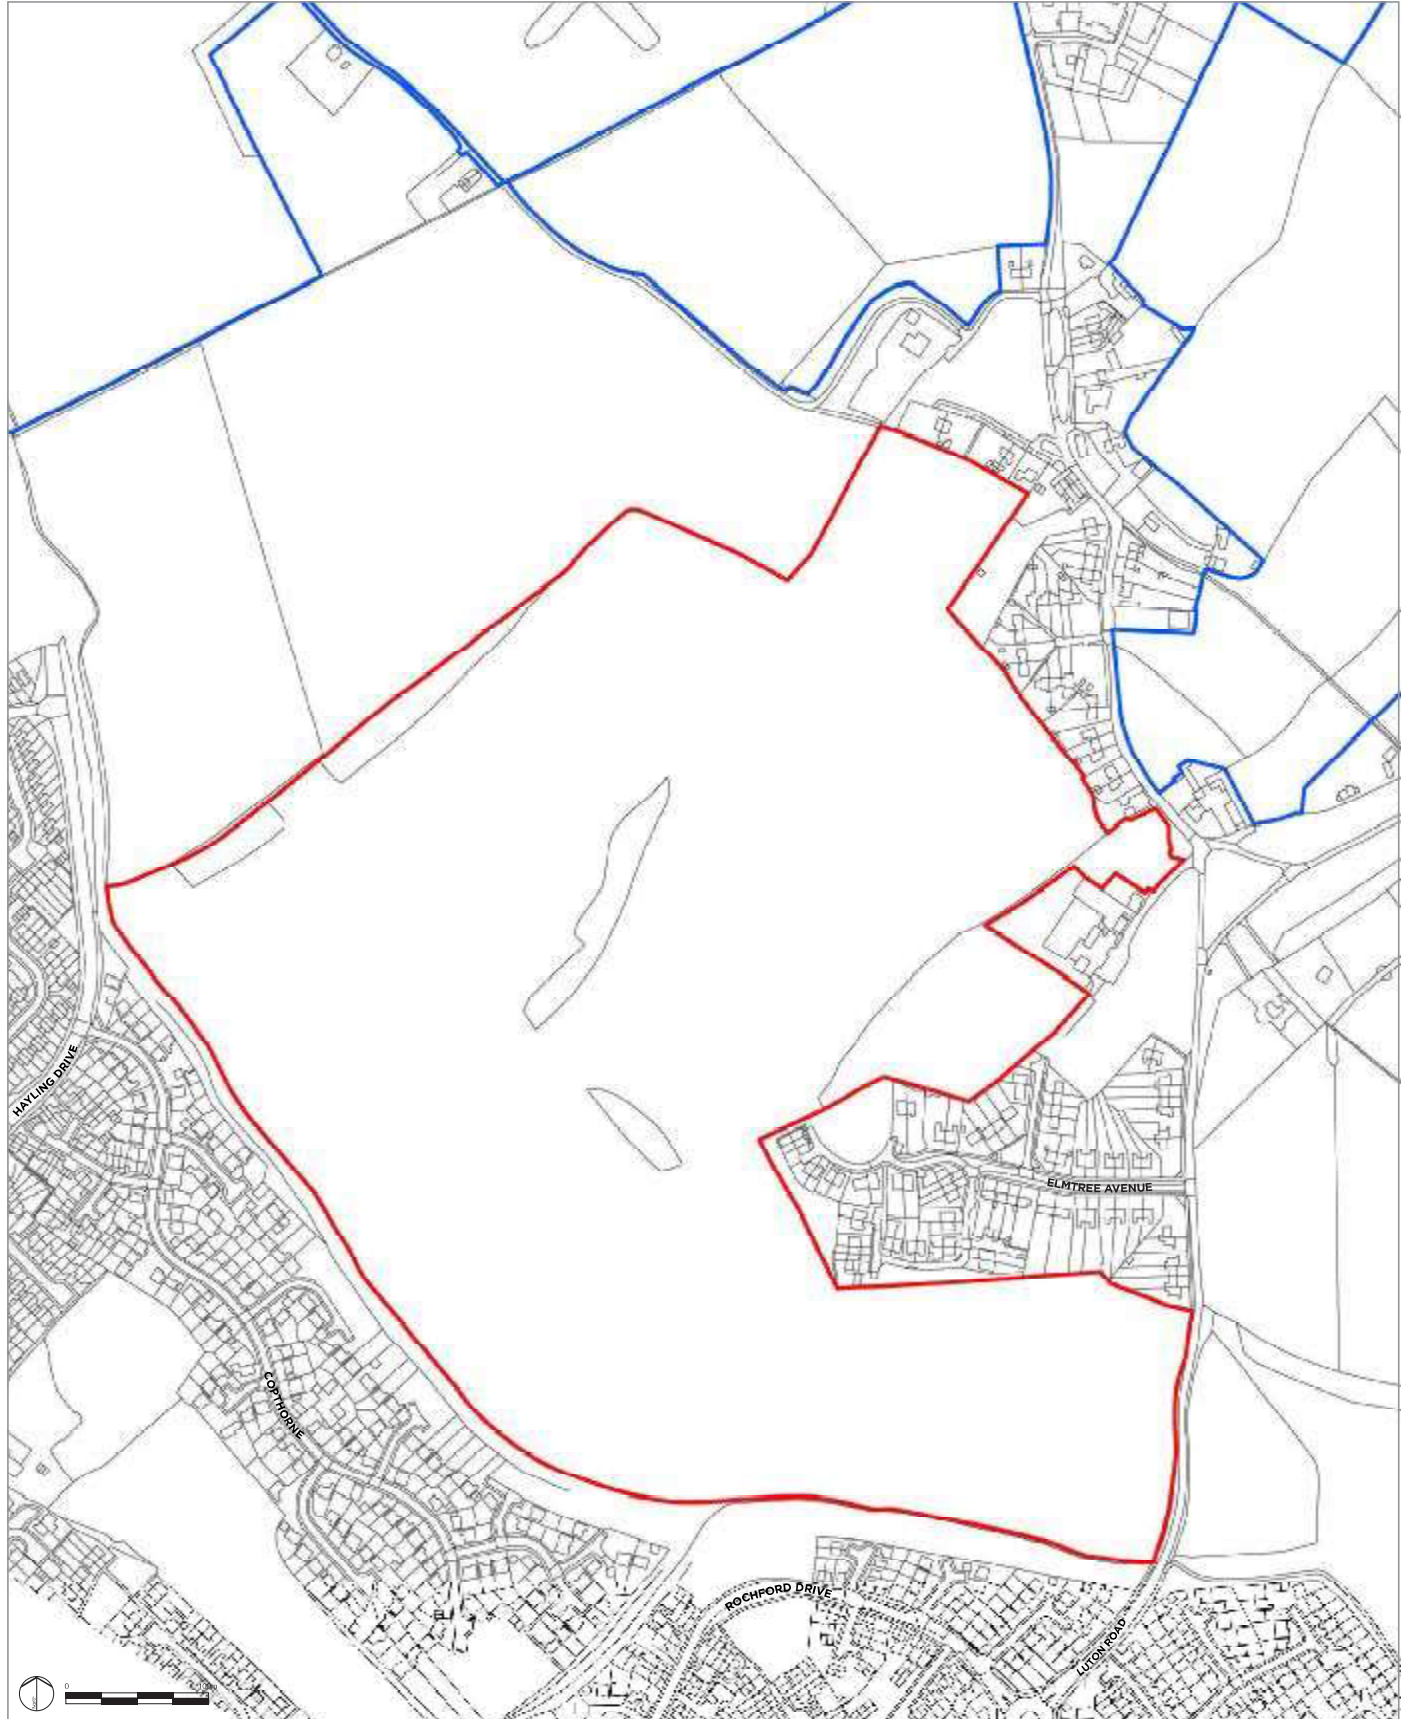 HAYLING DRIVE
ELMTREE AVENUE
COPTHORNE
ROCHFORD DRIVE
LUTON ROAD
0